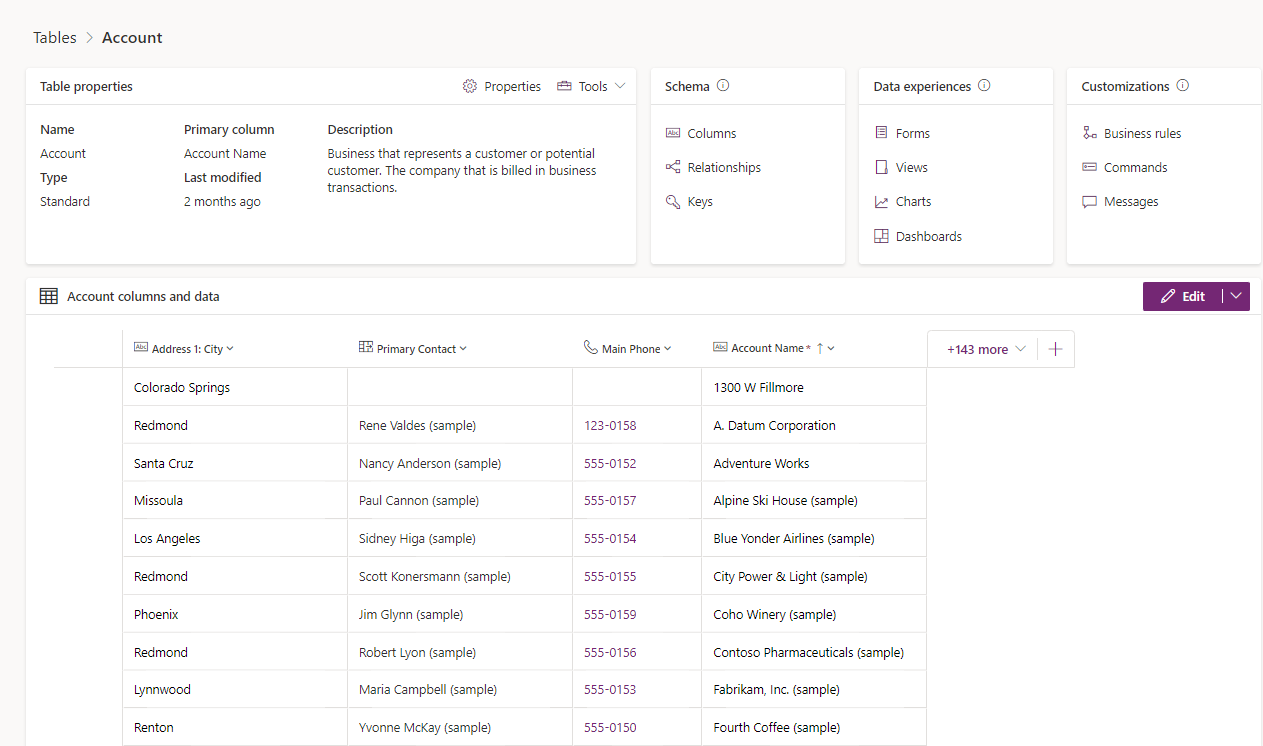 Tables > Account
Table properties
Properties
Tools
Name
Primary column
Description
Account
Account Name
Business that represents a customer or potential
customer. The company that is billed in business
transactions.
Type
Last modified
Standard
2 months ago
Schema
Columns
Relationships
Keys
Data experiences
Forms
Views
Charts
Dashboards
Customizations
Business rules
Commands
Messages
Account columns and data
Edit
Abc Address 1: City Primary Contact Main Phone Abc Account Name * ↑ +143 more +
Colorado Springs 1300 W Fillmore
Redmond Rene Valdes (sample) 123-0158 A. Datum Corporation
Santa Cruz Nancy Anderson (sample) 555-0152 Adventure Works
Missoula Paul Cannon (sample) 555-0157 Alpine Ski House (sample)
Los Angeles Sidney Higa (sample) 555-0154 Blue Yonder Airlines (sample)
Redmond Scott Konersmann (sample) 555-0155 City Power & Light (sample)
Phoenix Jim Glynn (sample) 555-0159 Coho Winery (sample)
Redmond Robert Lyon (sample) 555-0156 Contoso Pharmaceuticals (sample)
Lynnwood Maria Campbell (sample) 555-0153 Fabrikam, Inc. (sample)
Renton Yvonne McKay (sample) 555-0150 Fourth Coffee (sample)